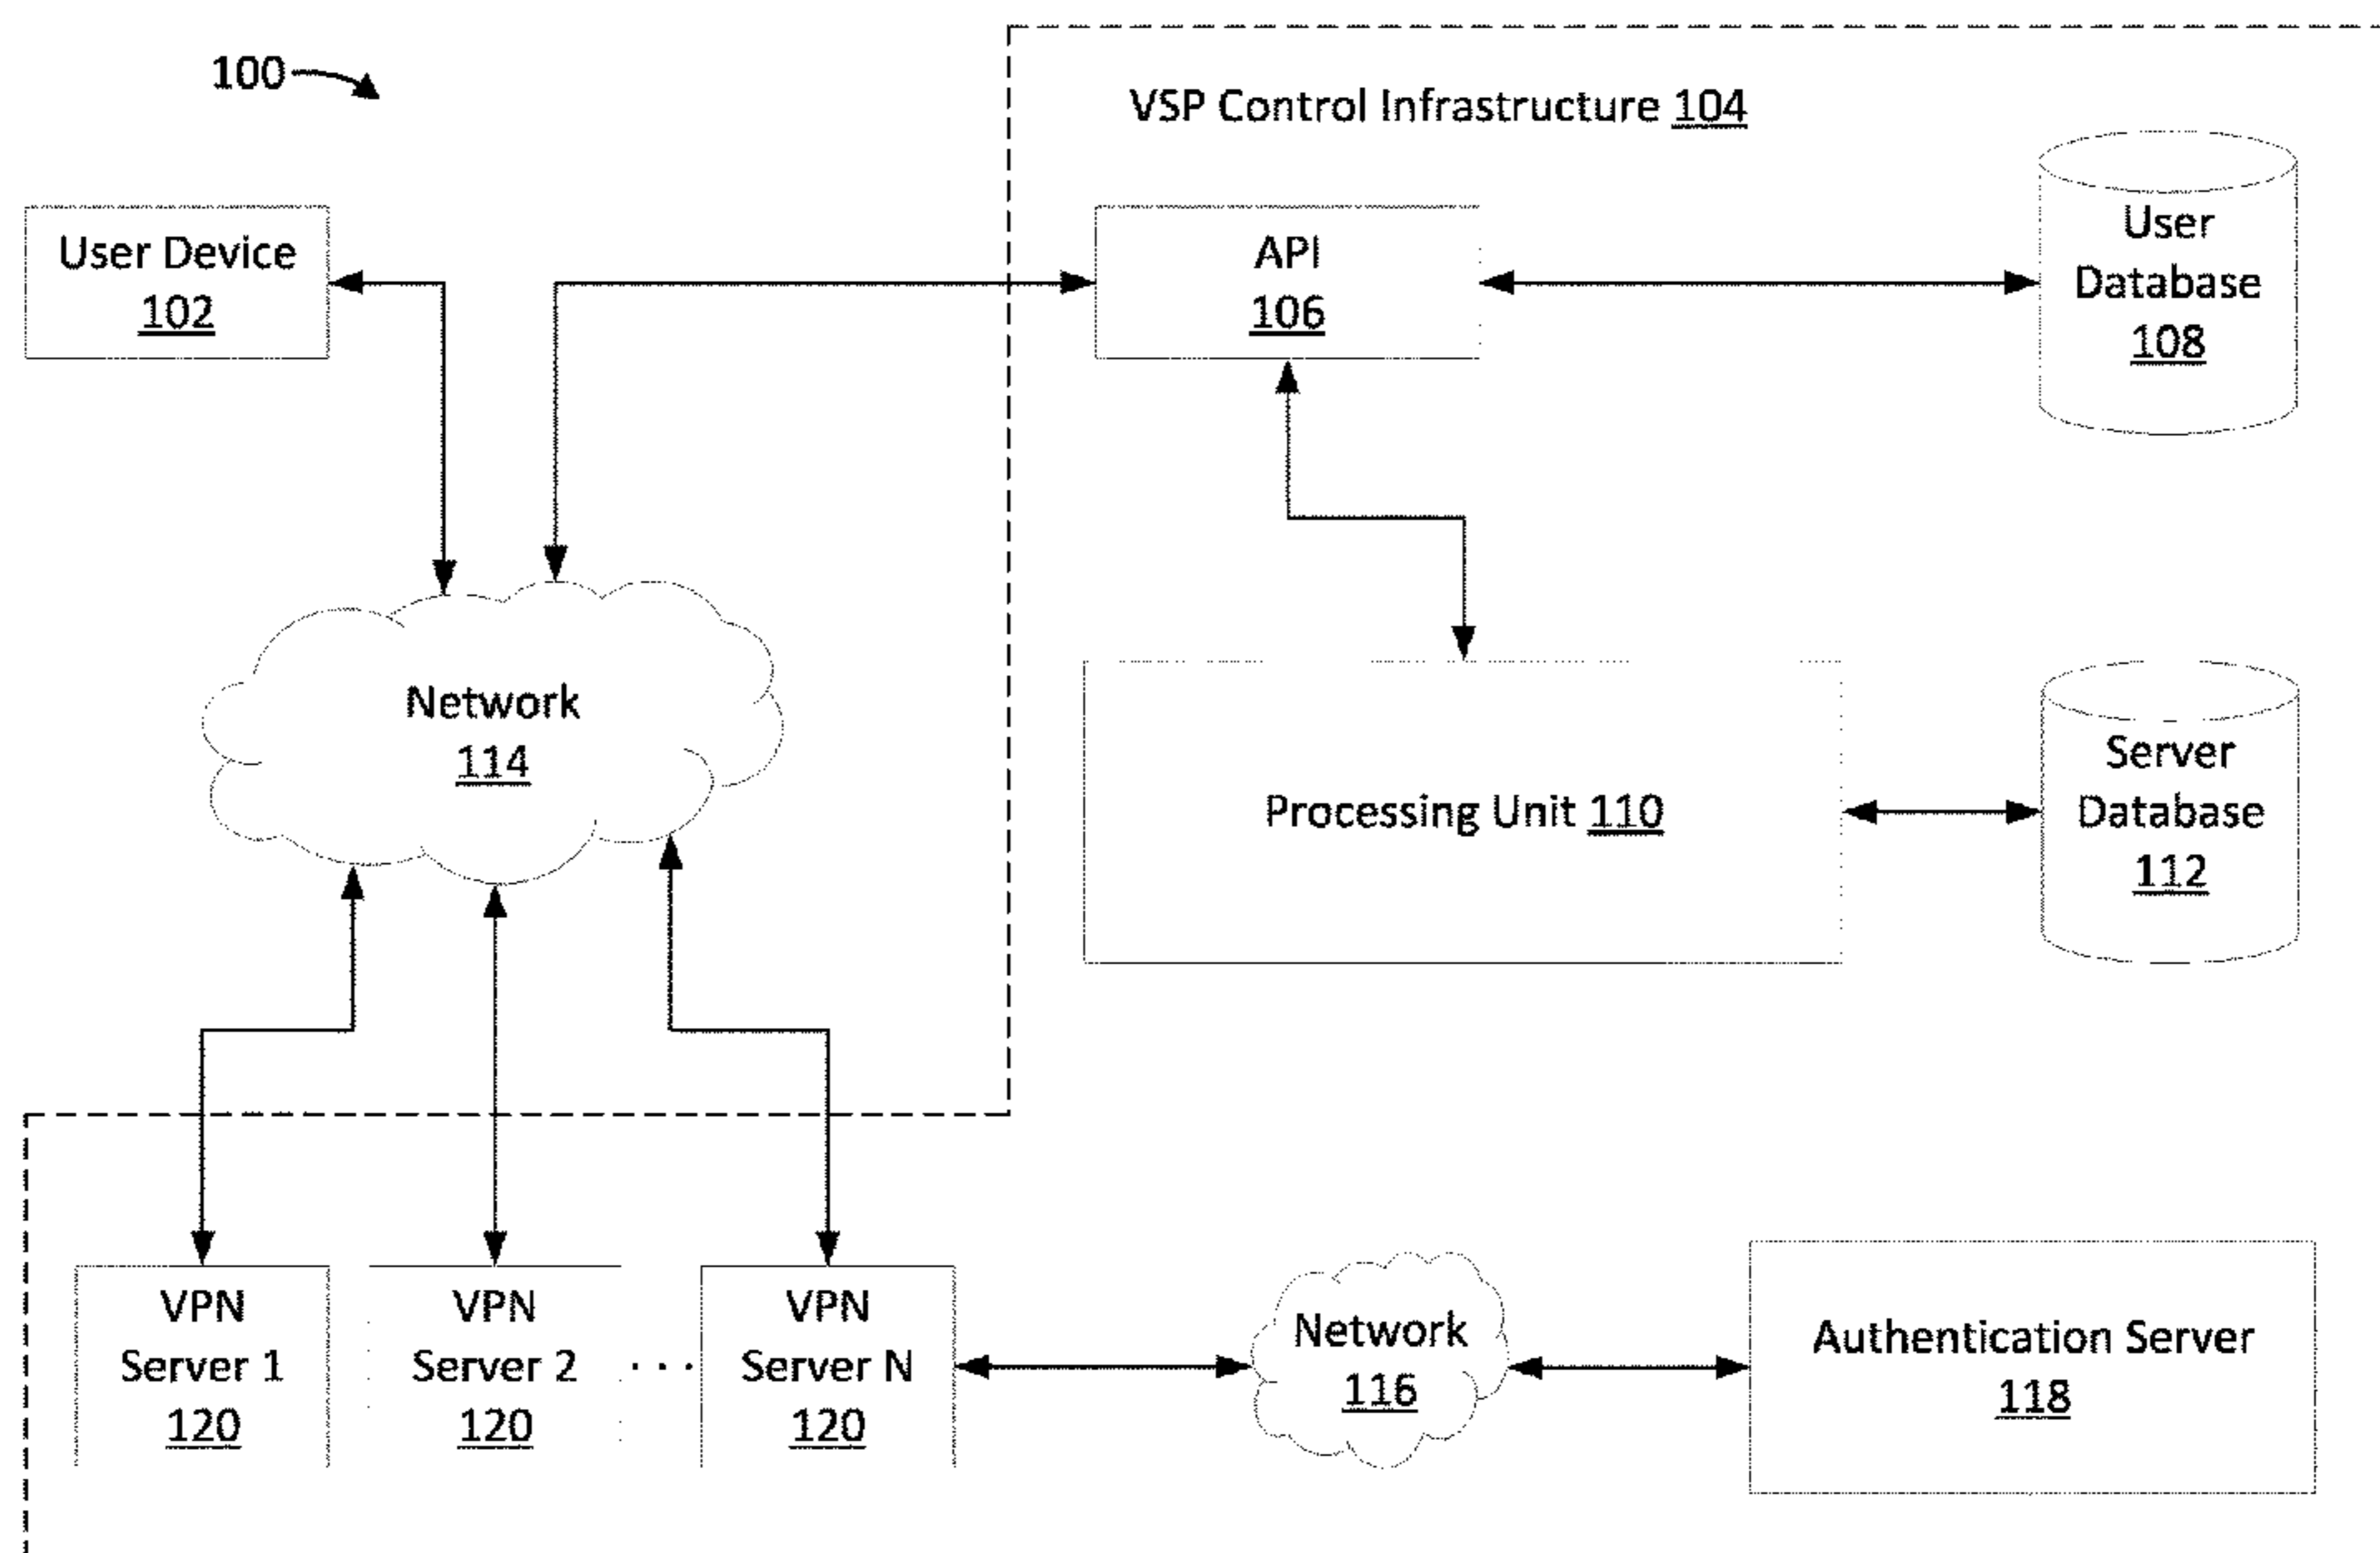 100
VSP Control Infrastructure 104
User Device
102
API
106
User
Database
108
Network
114
Processing Unit 110
Server
Database
112
VPN
Server 1
120
VPN
Server 2
120
. . .
VPN
Server N
120
Network
116
Authentication Server
118